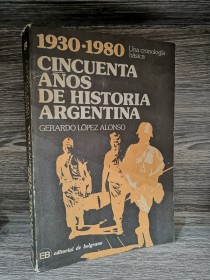 1930-1980
Una cronología
básica
CINCUENTA
AÑOS
DE HISTORIA
ARGENTINA
GERARDO LÓPEZ ALONSO
EB editorial de belgrano